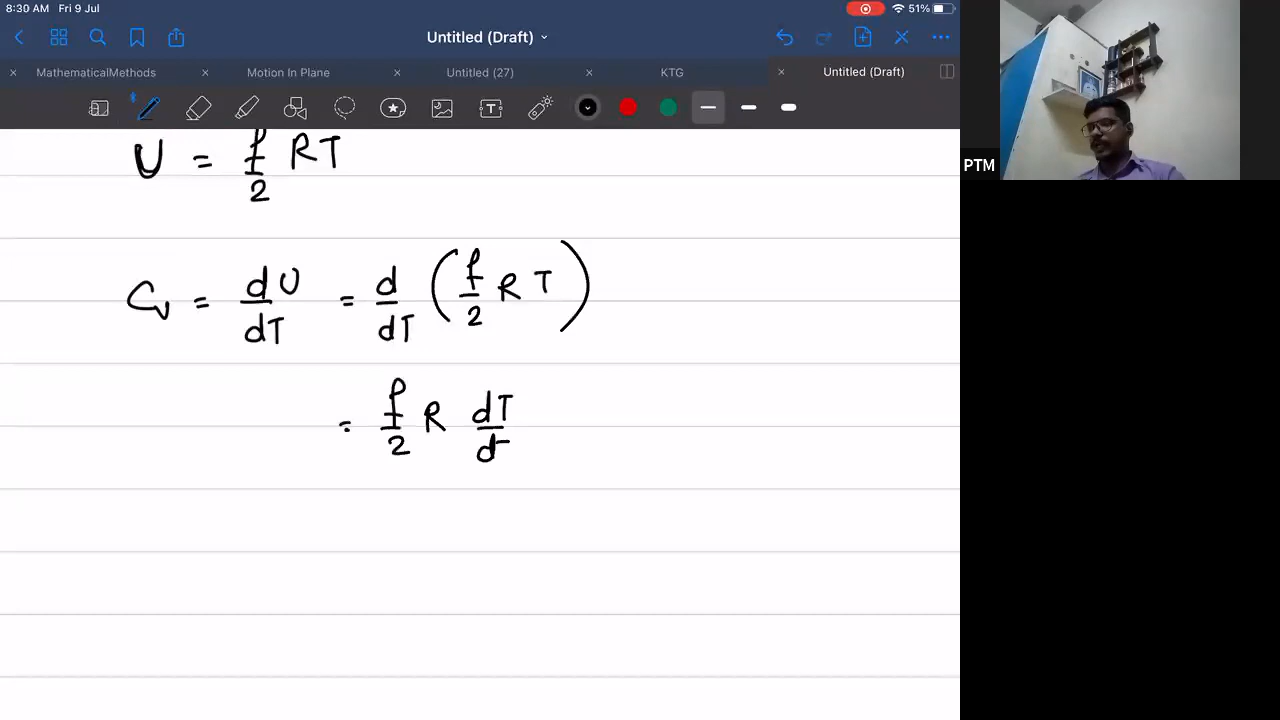 8:30 AM Fri 9 Jul 51%
Untitled (Draft)
MathematicalMethods Motion In Plane Untitled (27) KTG Untitled (Draft)
U = f/2 RT
Cv = dU/dT = d/dT (f/2 R T)
= f/2 R dT/d
PTM